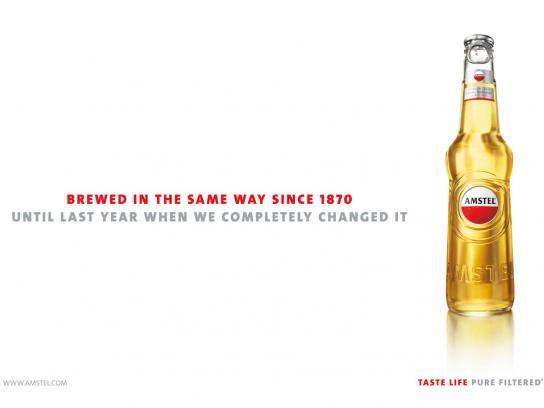 BREWED IN THE SAME WAY SINCE 1870
UNTIL LAST YEAR WHEN WE COMPLETELY CHANGED IT
AMSTEL
AMSTEL
WWW.AMSTEL.COM
TASTE LIFE PURE FILTERED